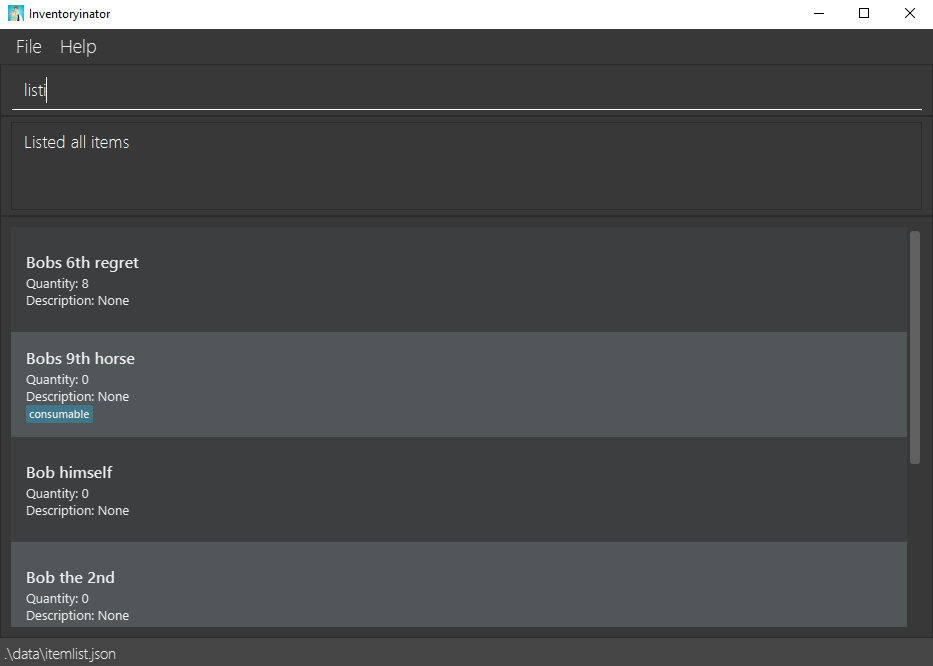 Inventoryinator
File Help
listi
Listed all items
Bobs 6th regret
Quantity: 8
Description: None
Bobs 9th horse
Quantity: 0
Description: None
consumable
Bob himself
Quantity: 0
Description: None
Bob the 2nd
Quantity: 0
Description: None
.\data\itemlist.json